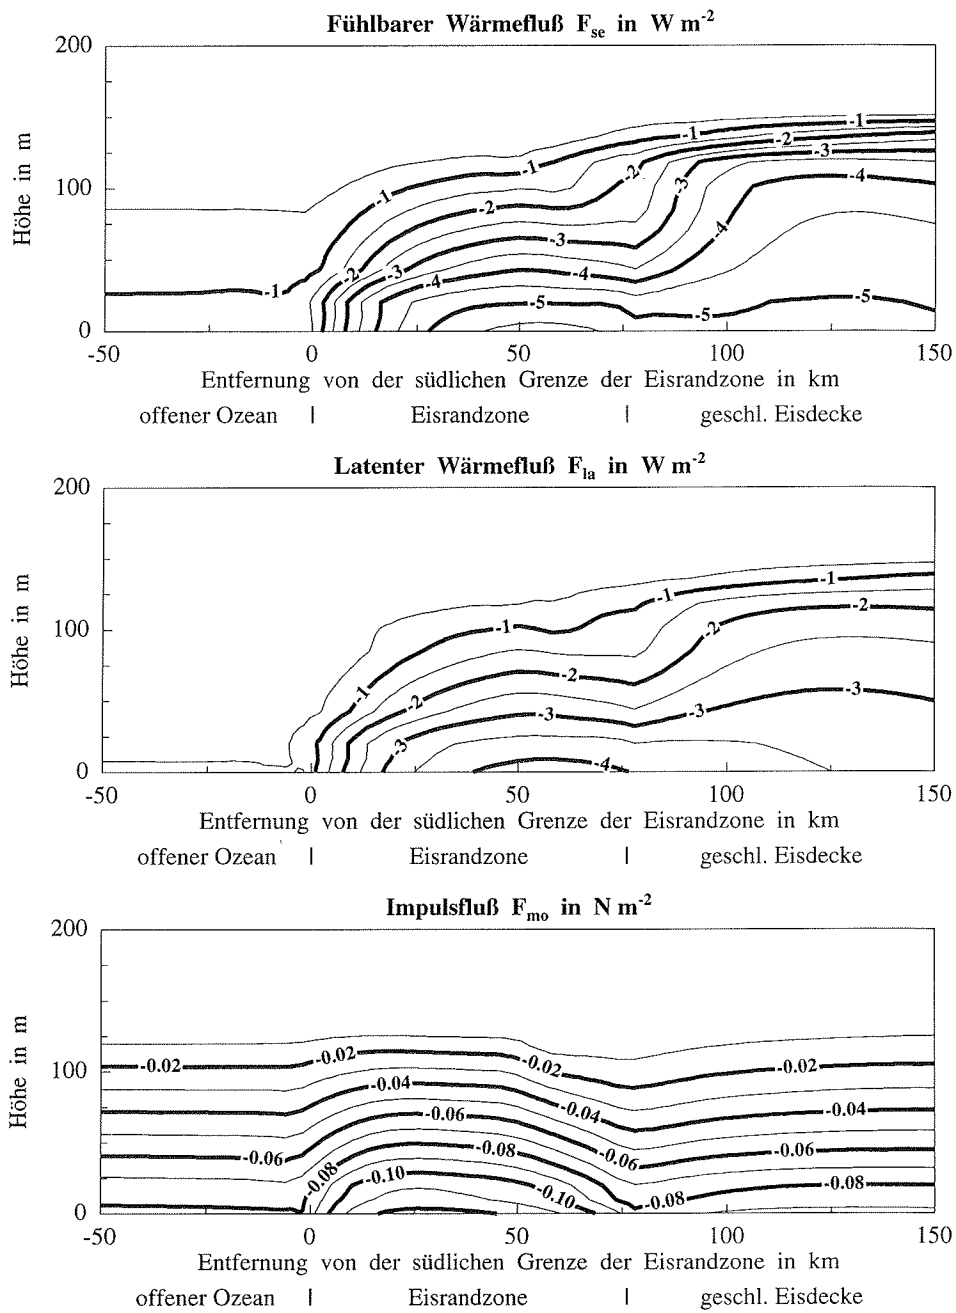 Fühlbarer Wärmefluß F_se in W m^-2
200
100
0
Höhe in m
-1
-1
-1
-1
-1
-2
-2
-2
-2
-3
-3
-3
-3
-4
-4
-4
-4
-5
-5
-5
-50 0 50 100 150
Entfernung von der südlichen Grenze der Eisrandzone in km
offener Ozean | Eisrandzone | geschl. Eisdecke
Latenter Wärmefluß F_la in W m^-2
200
100
0
Höhe in m
-1
-1
-1
-1
-2
-2
-2
-2
-3
-3
-3
-3
-4
-50 0 50 100 150
Entfernung von der südlichen Grenze der Eisrandzone in km
offener Ozean | Eisrandzone | geschl. Eisdecke
Impulsfluß F_mo in N m^-2
200
100
0
Höhe in m
-0.02 -0.02 -0.02 -0.02
-0.04 -0.04 -0.04
-0.06 -0.06 -0.06 -0.06
-0.08 -0.08 -0.08 -0.08
-0.10 -0.10
-50 0 50 100 150
Entfernung von der südlichen Grenze der Eisrandzone in km
offener Ozean | Eisrandzone | geschl. Eisdecke